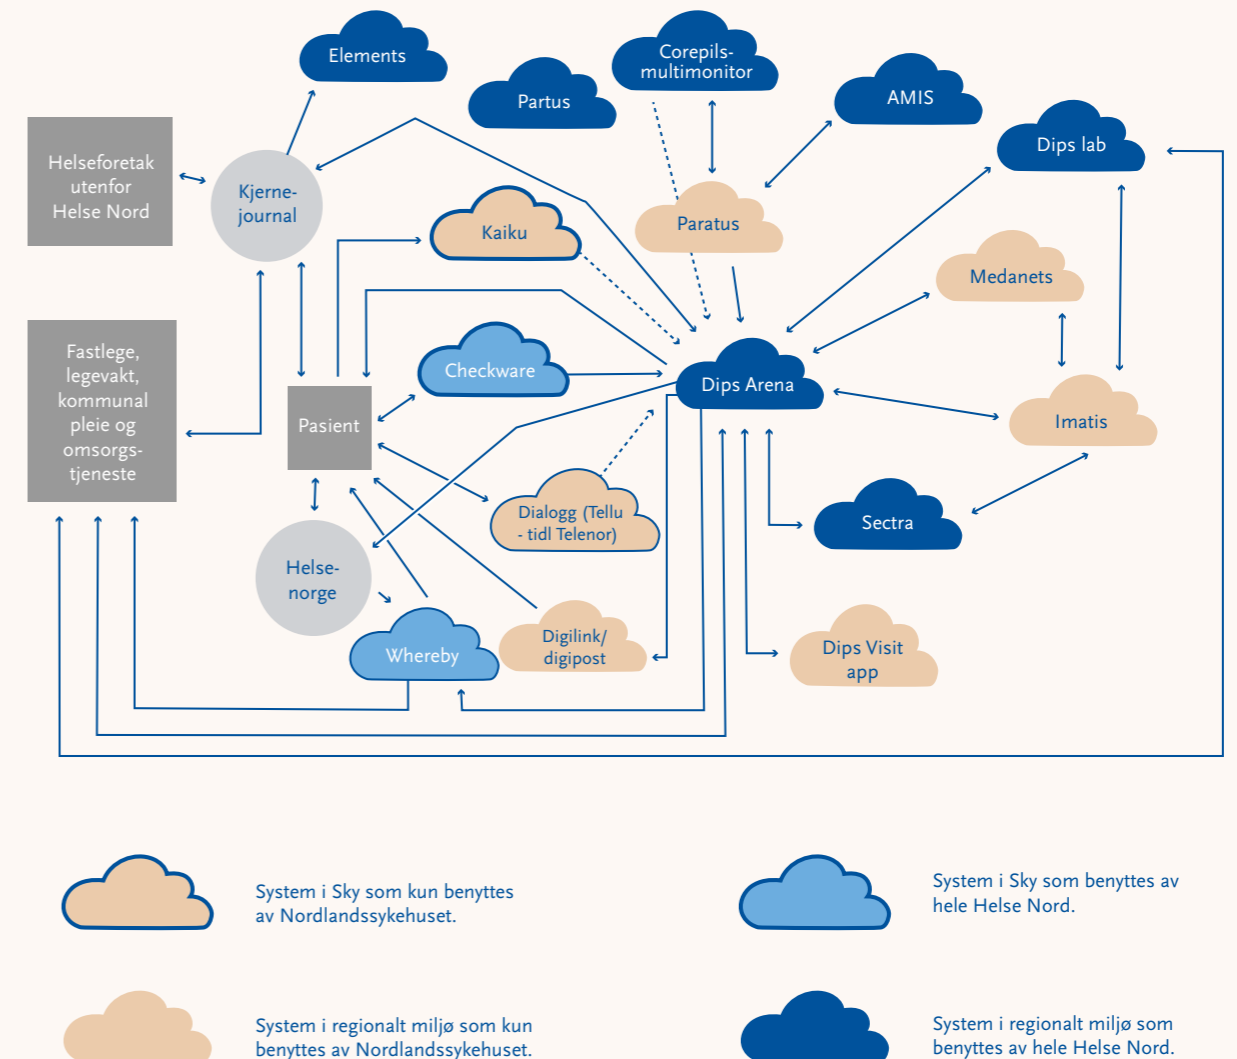 Elements
Partus
Corepils-
multimonitor
AMIS
Dips lab
Helseforetak
utenfor
Helse Nord
Kjerne-
journal
Kaiku
Paratus
Medanets
Fastlege,
legevakt,
kommunal
pleie og
omsorgs-
tjeneste
Pasient
Checkware
Dips Arena
Imatis
Dialogg (Tellu
- tidl Telenor)
Sectra
Helse-
norge
Whereby
Digilink/
digipost
Dips Visit
app
System i Sky som kun benyttes
av Nordlandssykehuset.
System i Sky som benyttes av
hele Helse Nord.
System i regionalt miljø som kun
benyttes av Nordlandssykehuset.
System i regionalt miljø som
benyttes av hele Helse Nord.